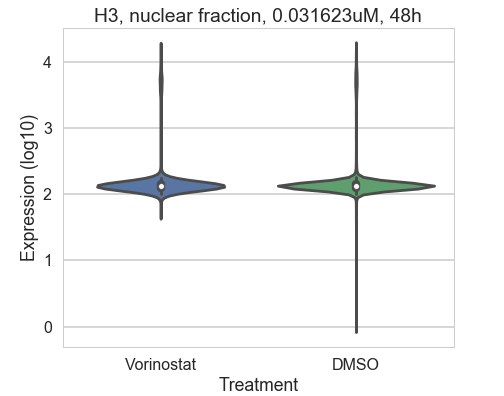 H3, nuclear fraction, 0.031623uM, 48h
Expression (log10)
4
3
2
1
0
Vorinostat DMSO
Treatment